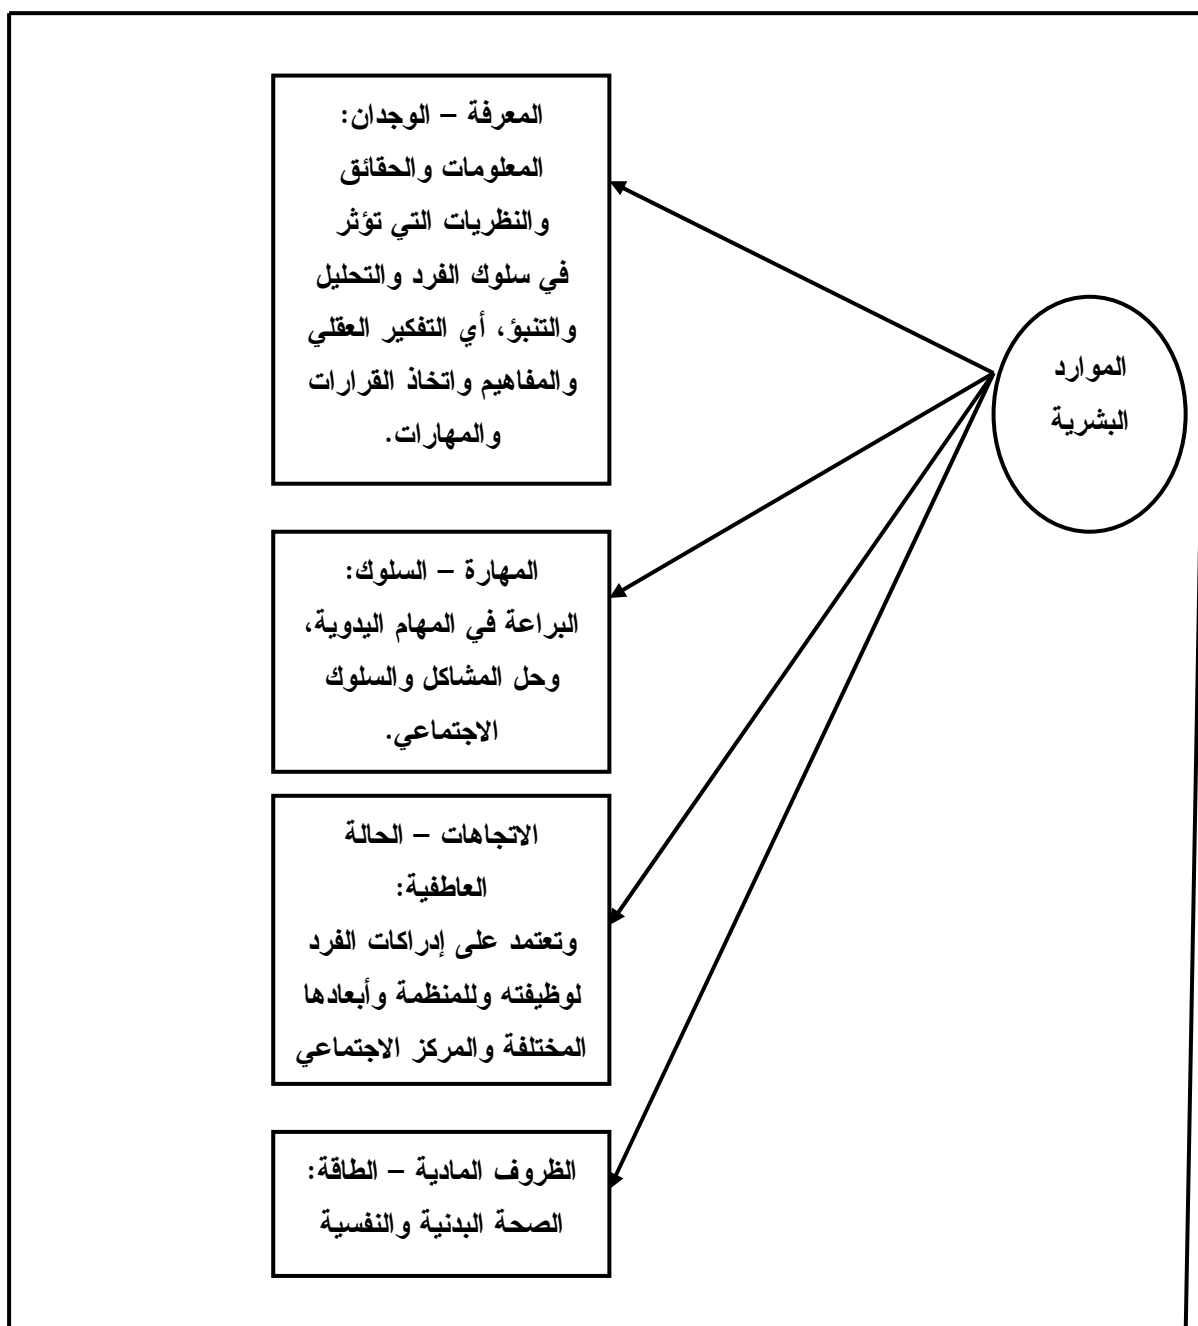 الموارد
البشرية
المعرفة – الوجدان:
المعلومات والحقائق
والنظريات التي تؤثر
في سلوك الفرد والتحليل
والتنبؤ، أي التفكير العقلي
والمفاهيم واتخاذ القرارات
والمهارات.
المهارة – السلوك:
البراعة في المهام اليدوية،
وحل المشاكل والسلوك
الاجتماعي.
الاتجاهات – الحالة
العاطفية:
وتعتمد على إدراكات الفرد
لوظيفته وللمنظمة وأبعادها
المختلفة والمركز الاجتماعي
الظروف المادية – الطاقة:
الصحة البدنية والنفسية